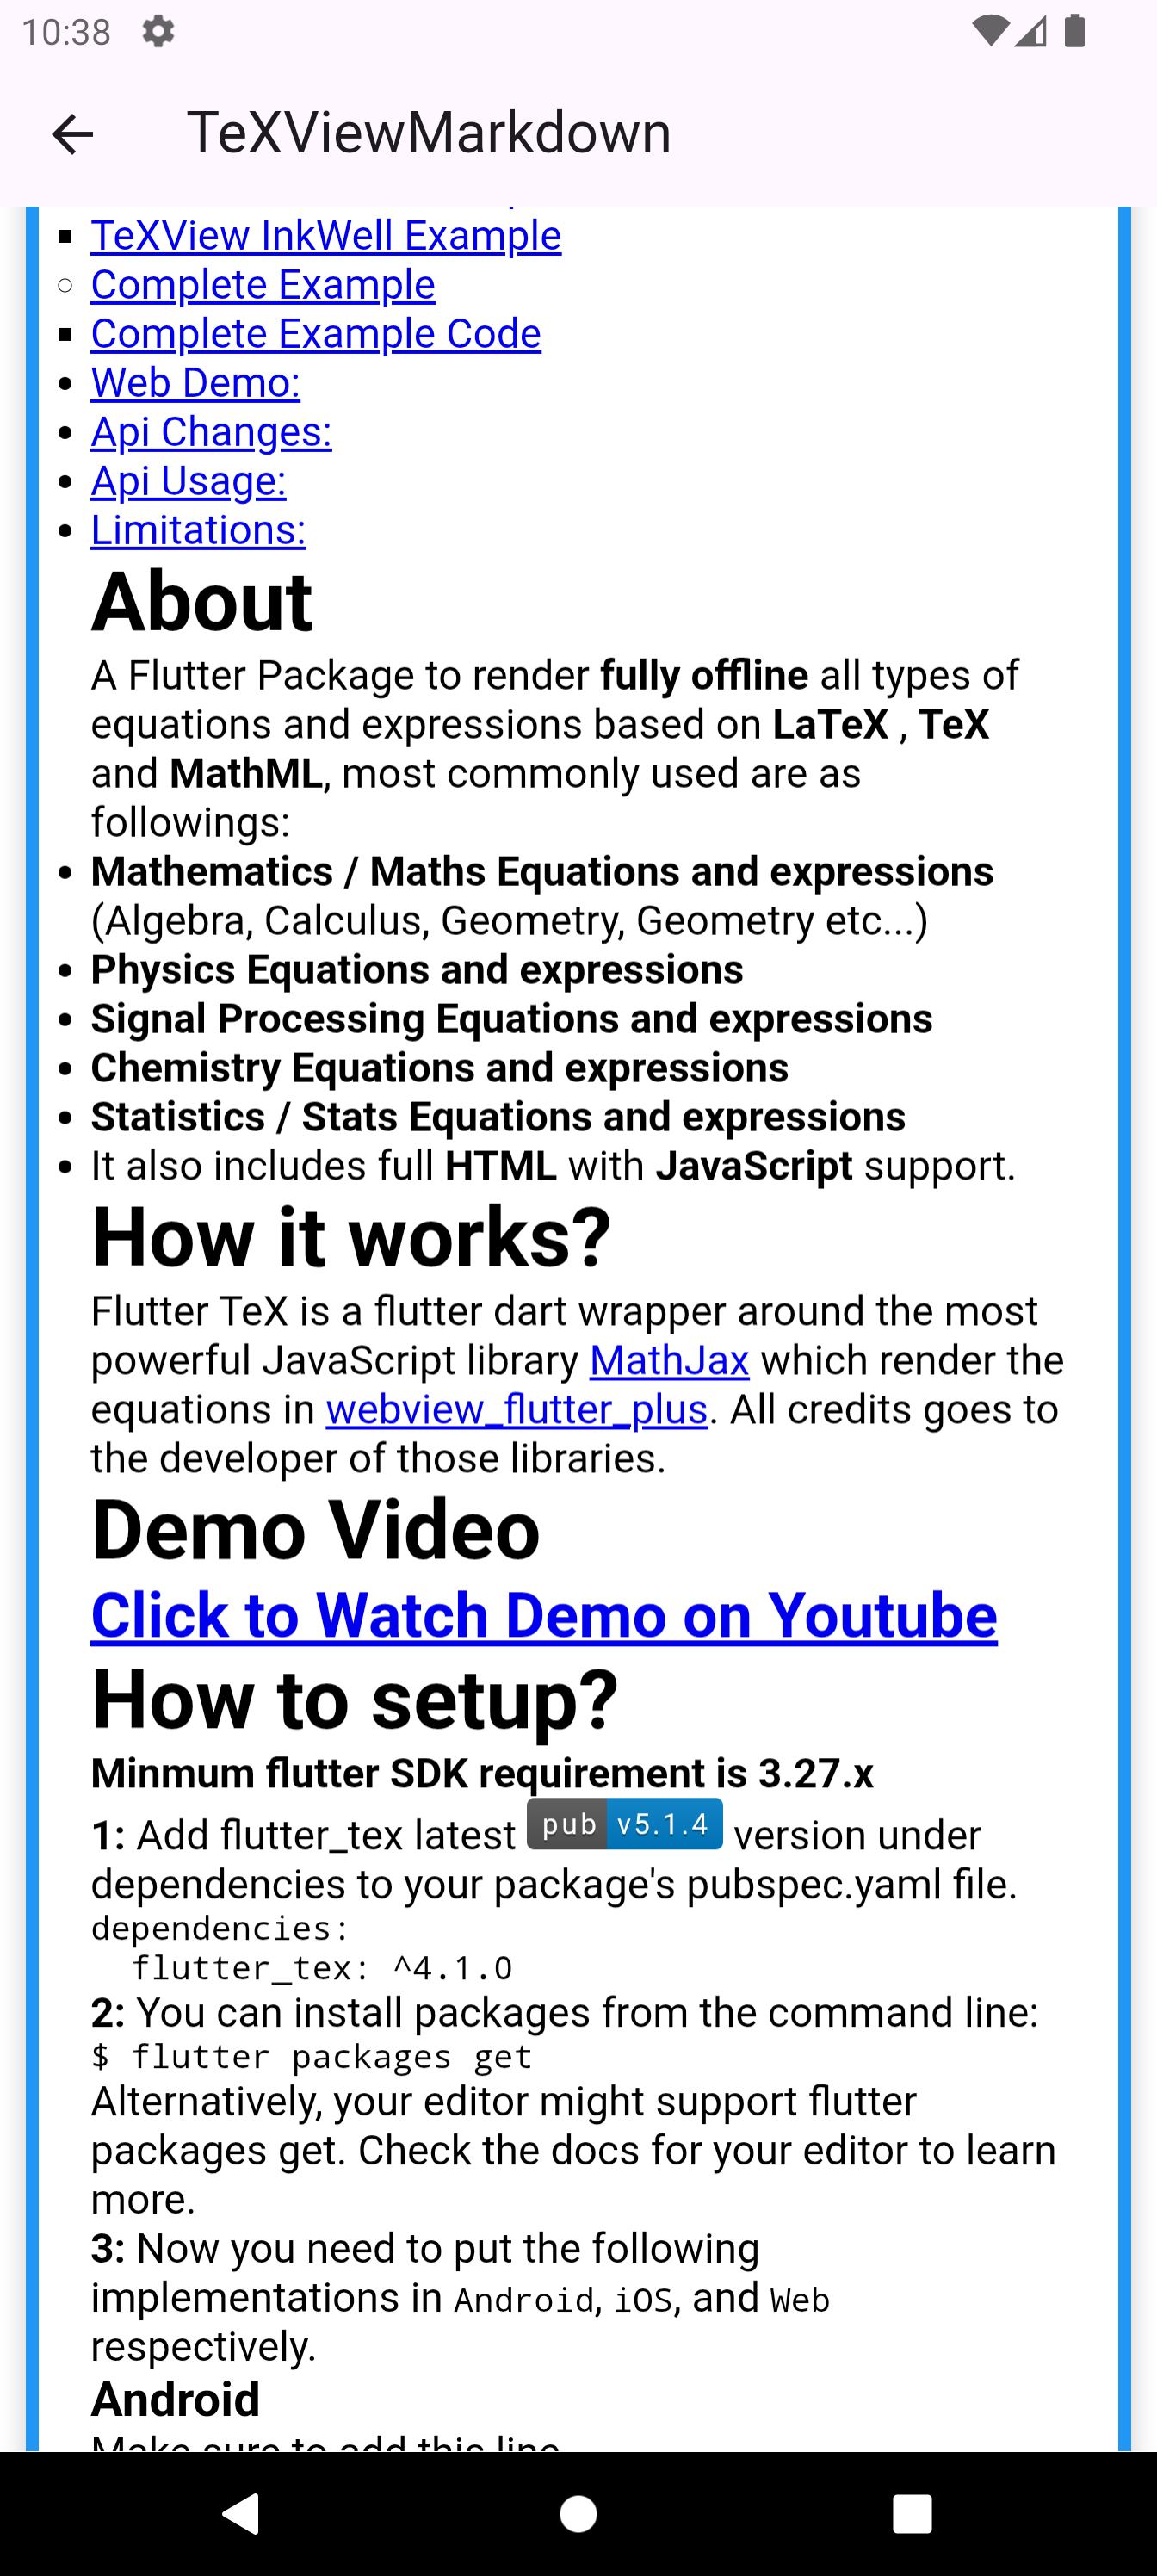 10:38
TeXViewMarkdown
TeXView InkWell Example
Complete Example
Complete Example Code
Web Demo:
Api Changes:
Api Usage:
Limitations:
About
A Flutter Package to render fully offline all types of
equations and expressions based on LaTeX , TeX
and MathML, most commonly used are as
followings:
Mathematics / Maths Equations and expressions
(Algebra, Calculus, Geometry, Geometry etc...)
Physics Equations and expressions
Signal Processing Equations and expressions
Chemistry Equations and expressions
Statistics / Stats Equations and expressions
It also includes full HTML with JavaScript support.
How it works?
Flutter TeX is a flutter dart wrapper around the most
powerful JavaScript library MathJax which render the
equations in webview_flutter_plus. All credits goes to
the developer of those libraries.
Demo Video
Click to Watch Demo on Youtube
How to setup?
Minmum flutter SDK requirement is 3.27.x
1: Add flutter_tex latest pub v5.1.4 version under
dependencies to your package's pubspec.yaml file.
dependencies:
flutter_tex: ^4.1.0
2: You can install packages from the command line:
$ flutter packages get
Alternatively, your editor might support flutter
packages get. Check the docs for your editor to learn
more.
3: Now you need to put the following
implementations in Android, iOS, and Web
respectively.
Android
Make sure to add this line